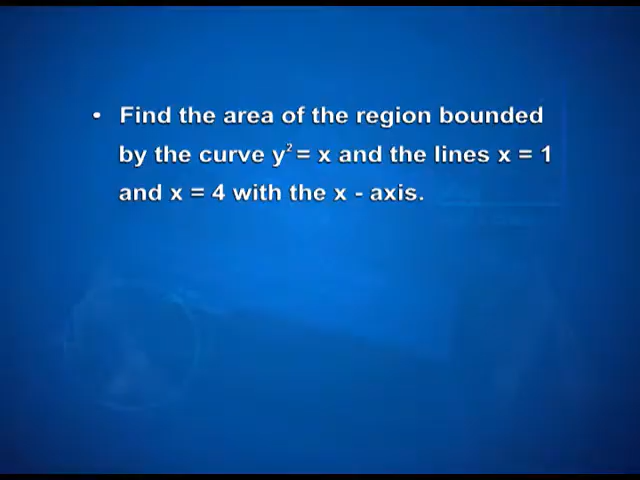 • Find the area of the region bounded
by the curve y² = x and the lines x = 1
and x = 4 with the x - axis.